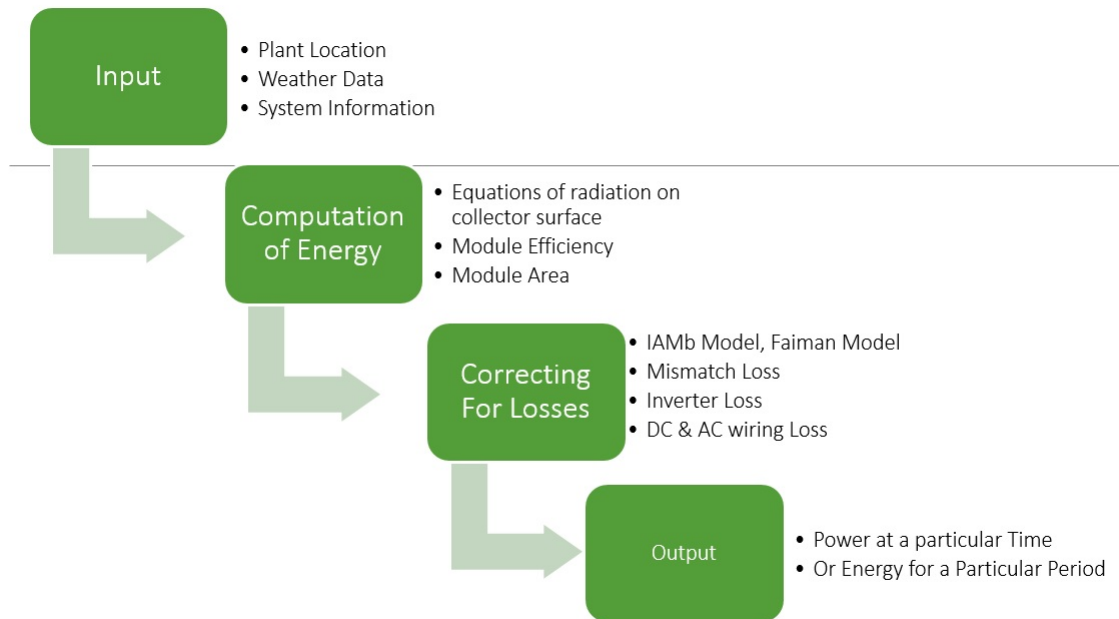 Input
• Plant Location
• Weather Data
• System Information
Computation
of Energy
• Equations of radiation on
collector surface
• Module Efficiency
• Module Area
Correcting
For Losses
• IAMb Model, Faiman Model
• Mismatch Loss
• Inverter Loss
• DC & AC wiring Loss
Output
• Power at a particular Time
• Or Energy for a Particular Period